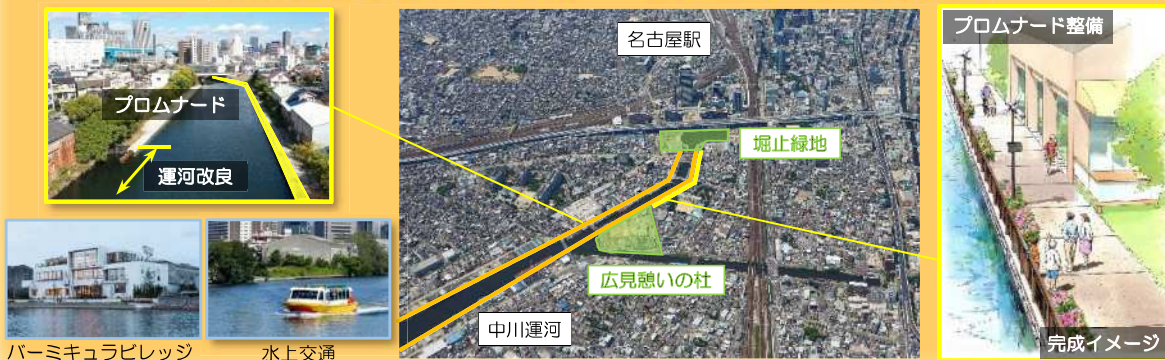 プロムナード
運河改良
バーミキュラビレッジ
水上交通
名古屋駅
堀止緑地
広見憩いの杜
中川運河
プロムナード整備
完成イメージ